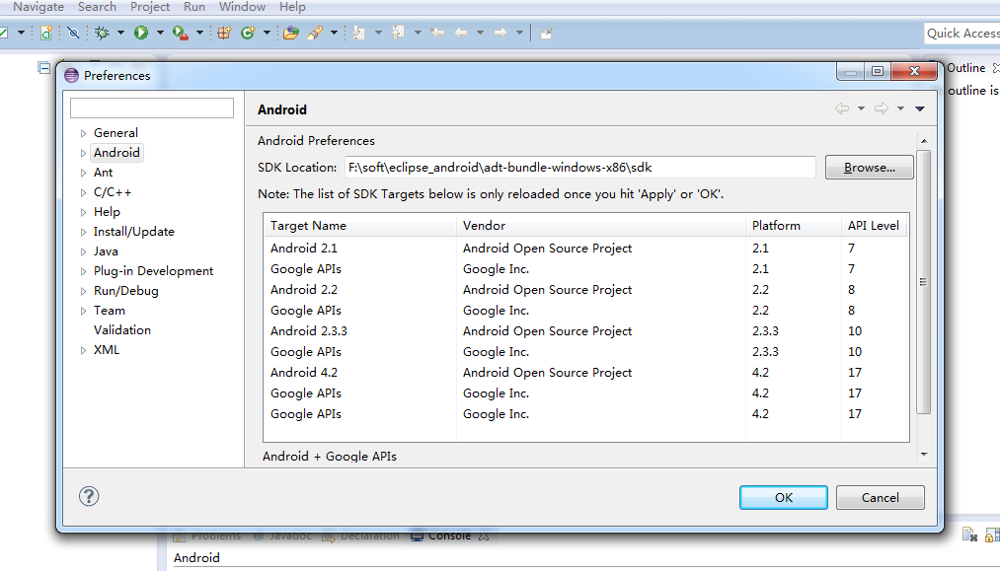 Navigate Search Project Run Window Help
Quick Access
Preferences
Outline
outline is
Android
General
Android
Ant
C/C++
Help
Install/Update
Java
Plug-in Development
Run/Debug
Team
Validation
XML
Android Preferences
SDK Location: F:\soft\eclipse_android\adt-bundle-windows-x86\sdk Browse...
Note: The list of SDK Targets below is only reloaded once you hit 'Apply' or 'OK'.
Target Name Vendor Platform API Level
Android 2.1 Android Open Source Project 2.1 7
Google APIs Google Inc. 2.1 7
Android 2.2 Android Open Source Project 2.2 8
Google APIs Google Inc. 2.2 8
Android 2.3.3 Android Open Source Project 2.3.3 10
Google APIs Google Inc. 2.3.3 10
Android 4.2 Android Open Source Project 4.2 17
Google APIs Google Inc. 4.2 17
Google APIs Google Inc. 4.2 17
Android + Google APIs
OK Cancel
Problems @ Javadoc Declaration Console
Android